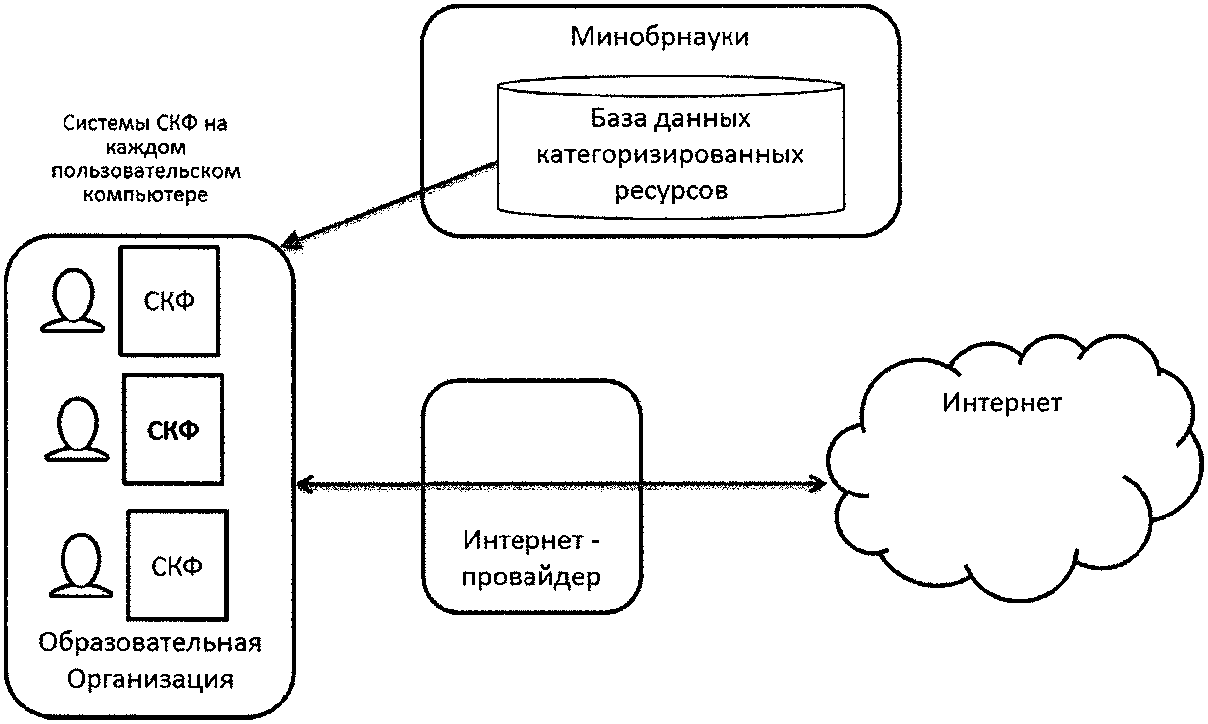 Минобрнауки
База данных
категоризированных
ресурсов
Системы СКФ на
каждом
пользовательском
компьютере
СКФ
СКФ
СКФ
Образовательная
Организация
Интернет -
провайдер
Интернет